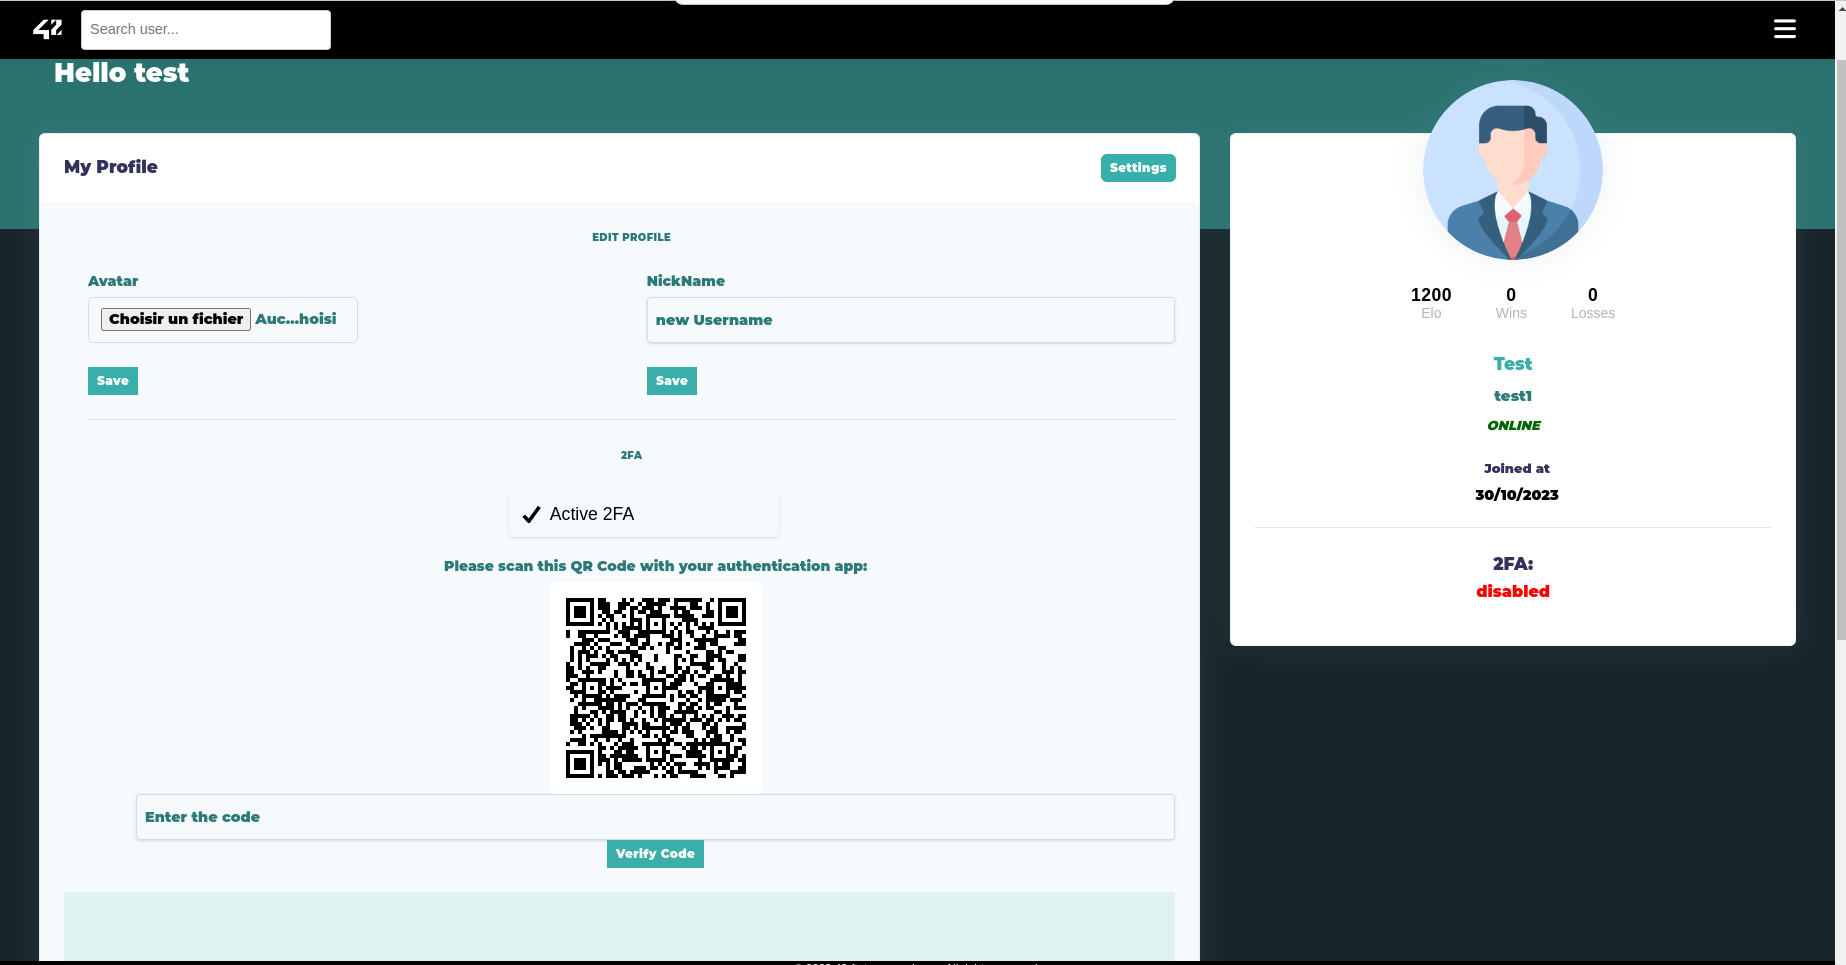 42
Search user...
Hello test
My Profile
Settings
EDIT PROFILE
Avatar
NickName
Choisir un fichier Auc...hoisi
new Username
Save
Save
2FA
Active 2FA
Please scan this QR Code with your authentication app:
Enter the code
Verify Code
1200
0
0
Elo
Wins
Losses
Test
test1
ONLINE
Joined at
30/10/2023
2FA:
disabled